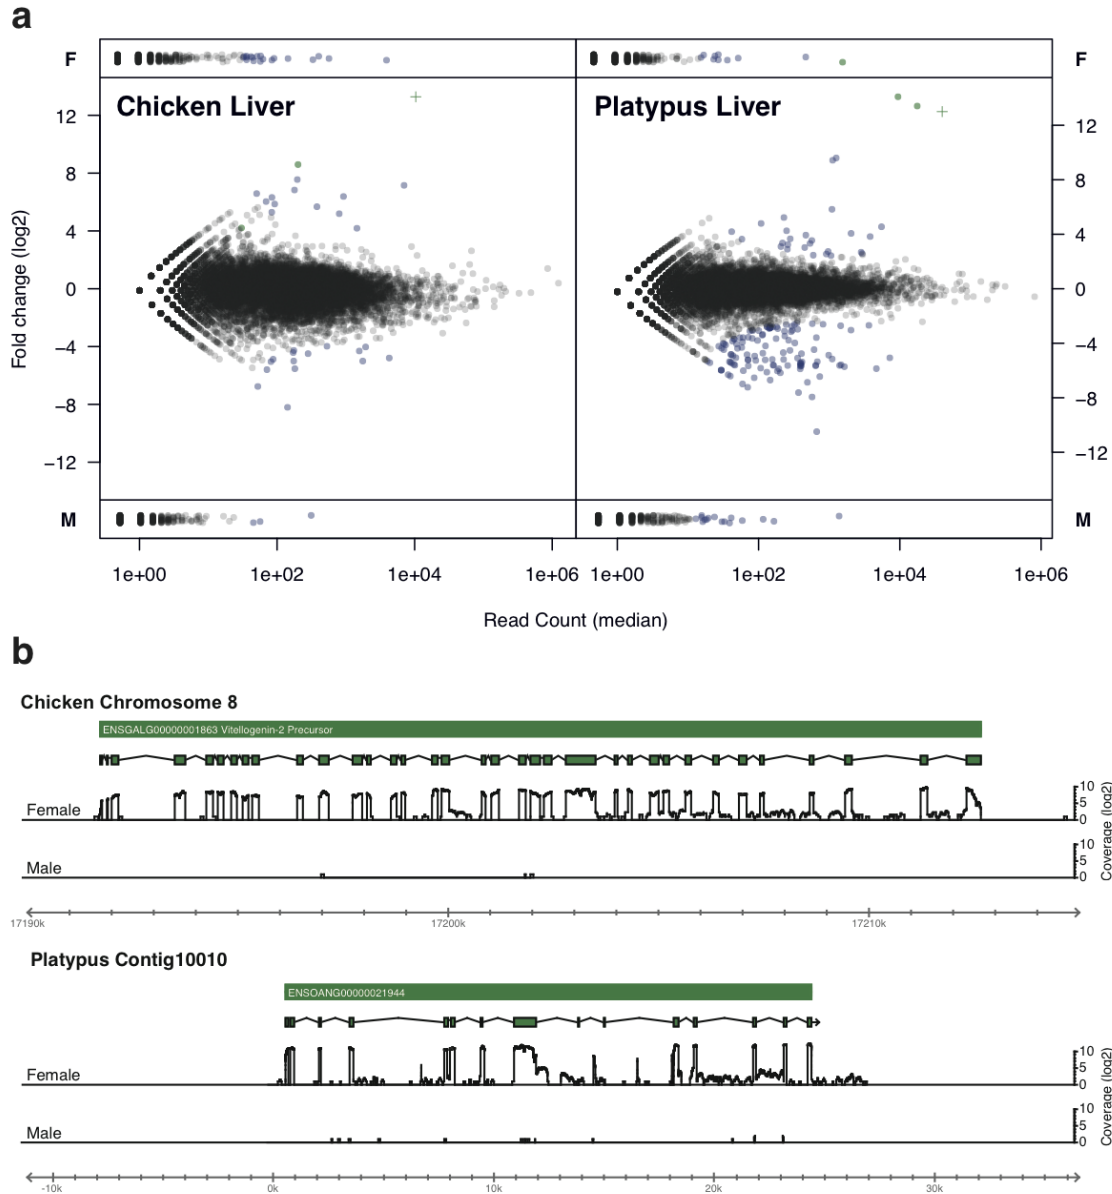 a
F
F
Chicken Liver
Platypus Liver
12
8
4
0
−4
−8
−12
12
8
4
0
−4
−8
−12
Fold change (log2)
M
M
1e+00
1e+02
1e+04
1e+06
1e+00
1e+02
1e+04
1e+06
Read Count (median)
b
Chicken Chromosome 8
ENSGALG00000001863 Vitellogenin-2 Precursor
Female
10
5
0
Male
10
5
0
Coverage (log2)
17190k
17200k
17210k
Platypus Contig10010
ENSOANG00000021944
Female
10
5
0
Male
10
5
0
Coverage (log2)
-10k
0k
10k
20k
30k